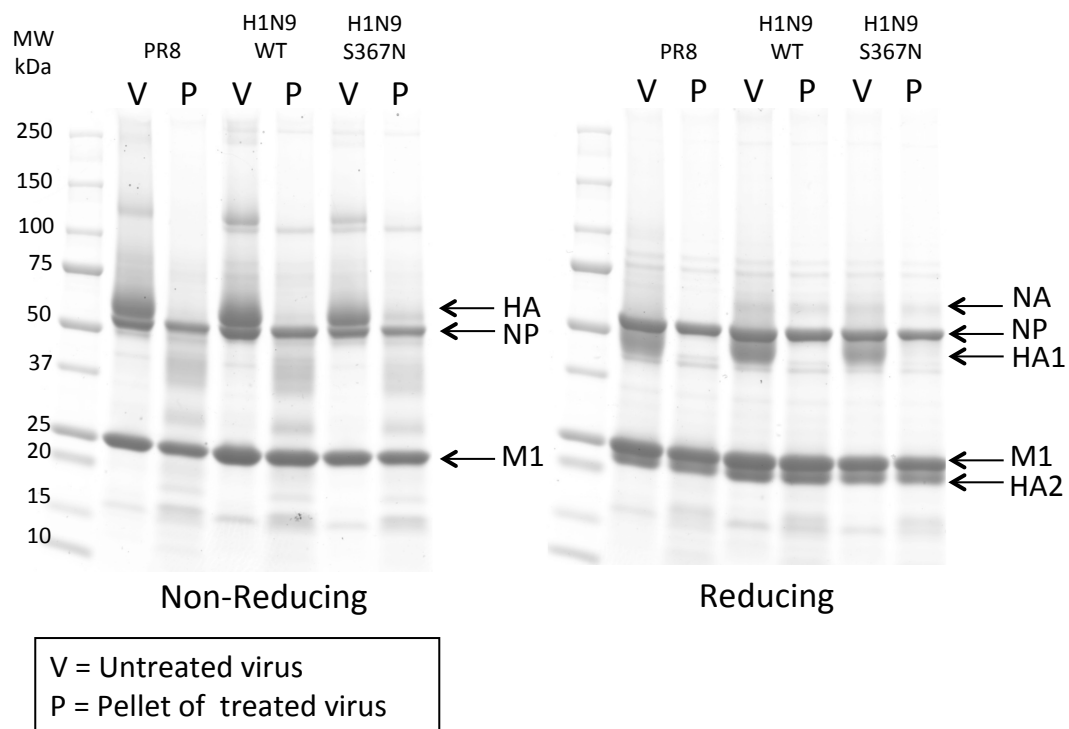 MW
kDa
PR8
H1N9
WT
H1N9
S367N
V P V P V P
250
150
100
75
50
37
25
20
15
10
HA
NP
M1
Non-Reducing
PR8
H1N9
WT
H1N9
S367N
V P V P V P
NA
NP
HA1
M1
HA2
Reducing
V = Untreated virus
P = Pellet of treated virus